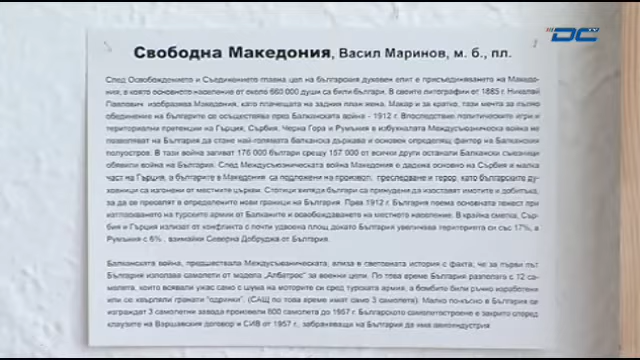 DC TV
Свободна Македония, Васил Маринов, м. б., пл.
След Освобождението и Съединението главна цел на българския духовен елит е присъединяването на Македо-
ния, в която основното население от около 660 000 души са били българи. В своите литографии от 1885 г. Николай
Павлович изобразява Македония, като плачещата на задния план жена. Макар и за кратко, тази мечта за пълно
обединение на българите се осъществява през Балканската война - 1912 г. Впоследствие политическите игри и
териториалните претенции на Гърция, Сърбия, Черна Гора и Румъния в избухналата Междусъюзническа война не
позволяват на България да стане най-голямата балканска държава и основен определящ фактор на Балканския
полуостров. В тази война загиват 176 000 българи срещу 157 000 от всички други останали Балкански съюзници
обявили война на България. След Междусъюзническата война Македония е дадена основно на Сърбия и малка
част на Гърция, а българите в Македония са подложени на произвол, преследване и терор, като българските ду-
ховници са изгонени от местните църкви. Стотици хиляди българи са принудени да изоставят имотите и добитъка,
за да се преселят в определените нови граници на България. През 1912 г. България поема основната тежест при
изтласкването на турските армии от Балканите и освобождаването на местното население. В крайна сметка, Сър-
бия и Гърция излизат от конфликта с почти удвоена площ докато България увеличава територията си със 17%, а
Румъния с 6% , взимайки Северна Добруджа от България.
Балканската война, предшествала Междусъюзническата, влиза в световната история с факта, че за първи път
България използва самолети от модела „Албатрос" за военни цели. По това време България разполага с 12 само-
лета, които всявали ужас само с шума на моторите си сред турската армия, а бомбите били ръчно изработени
или се хвърляли гранати "одринки". (САЩ по това време имат само 3 самолета). Малко по-късно в България се
изграждат 3 самолетни завода произвели 800 самолета до 1957 г. Българското самолетостроене е закрито според
клаузите на Варшавския договор и СИВ от 1957 г., забраняващи на България да има авиоиндустрия